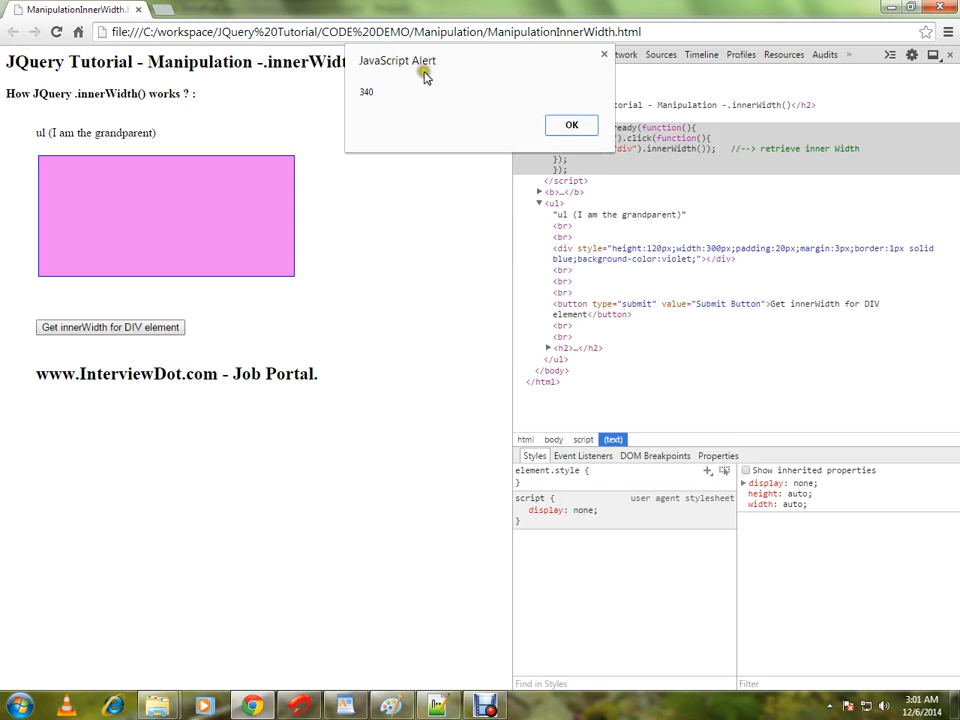 ManipulationInnerWidth.
file:///C:/workspace/JQuery%20Tutorial/CODE%20DEMO/Manipulation/ManipulationInnerWidth.html
JQuery Tutorial - Manipulation -.innerWidt
How JQuery .innerWidth() works ? :
ul (I am the grandparent)
Get innerWidth for DIV element
www.InterviewDot.com - Job Portal.
JavaScript Alert
340
OK
twork Sources Timeline Profiles Resources Audits
torial - Manipulation -.innerWidth()</h2>
ready(function(){
").click(function(){
"div").innerWidth()); //--> retrieve inner Width
});
});
</script>
<b>…</b>
<ul>
"ul (I am the grandparent)"
<br>
<br>
<div style="height:120px;width:300px;padding:20px;margin:3px;border:1px solid
blue;background-color:violet;"></div>
<br>
<br>
<br>
<button type="submit" value="Submit Button">Get innerWidth for DIV
element</button>
<br>
<br>
<h2>…</h2>
</ul>
</body>
</html>
html body script (text)
Styles Event Listeners DOM Breakpoints Properties
element.style {
}
script { user agent stylesheet
display: none;
}
Find in Styles
Show inherited properties
display: none;
height: auto;
width: auto;
Filter
3:01 AM
12/6/2014